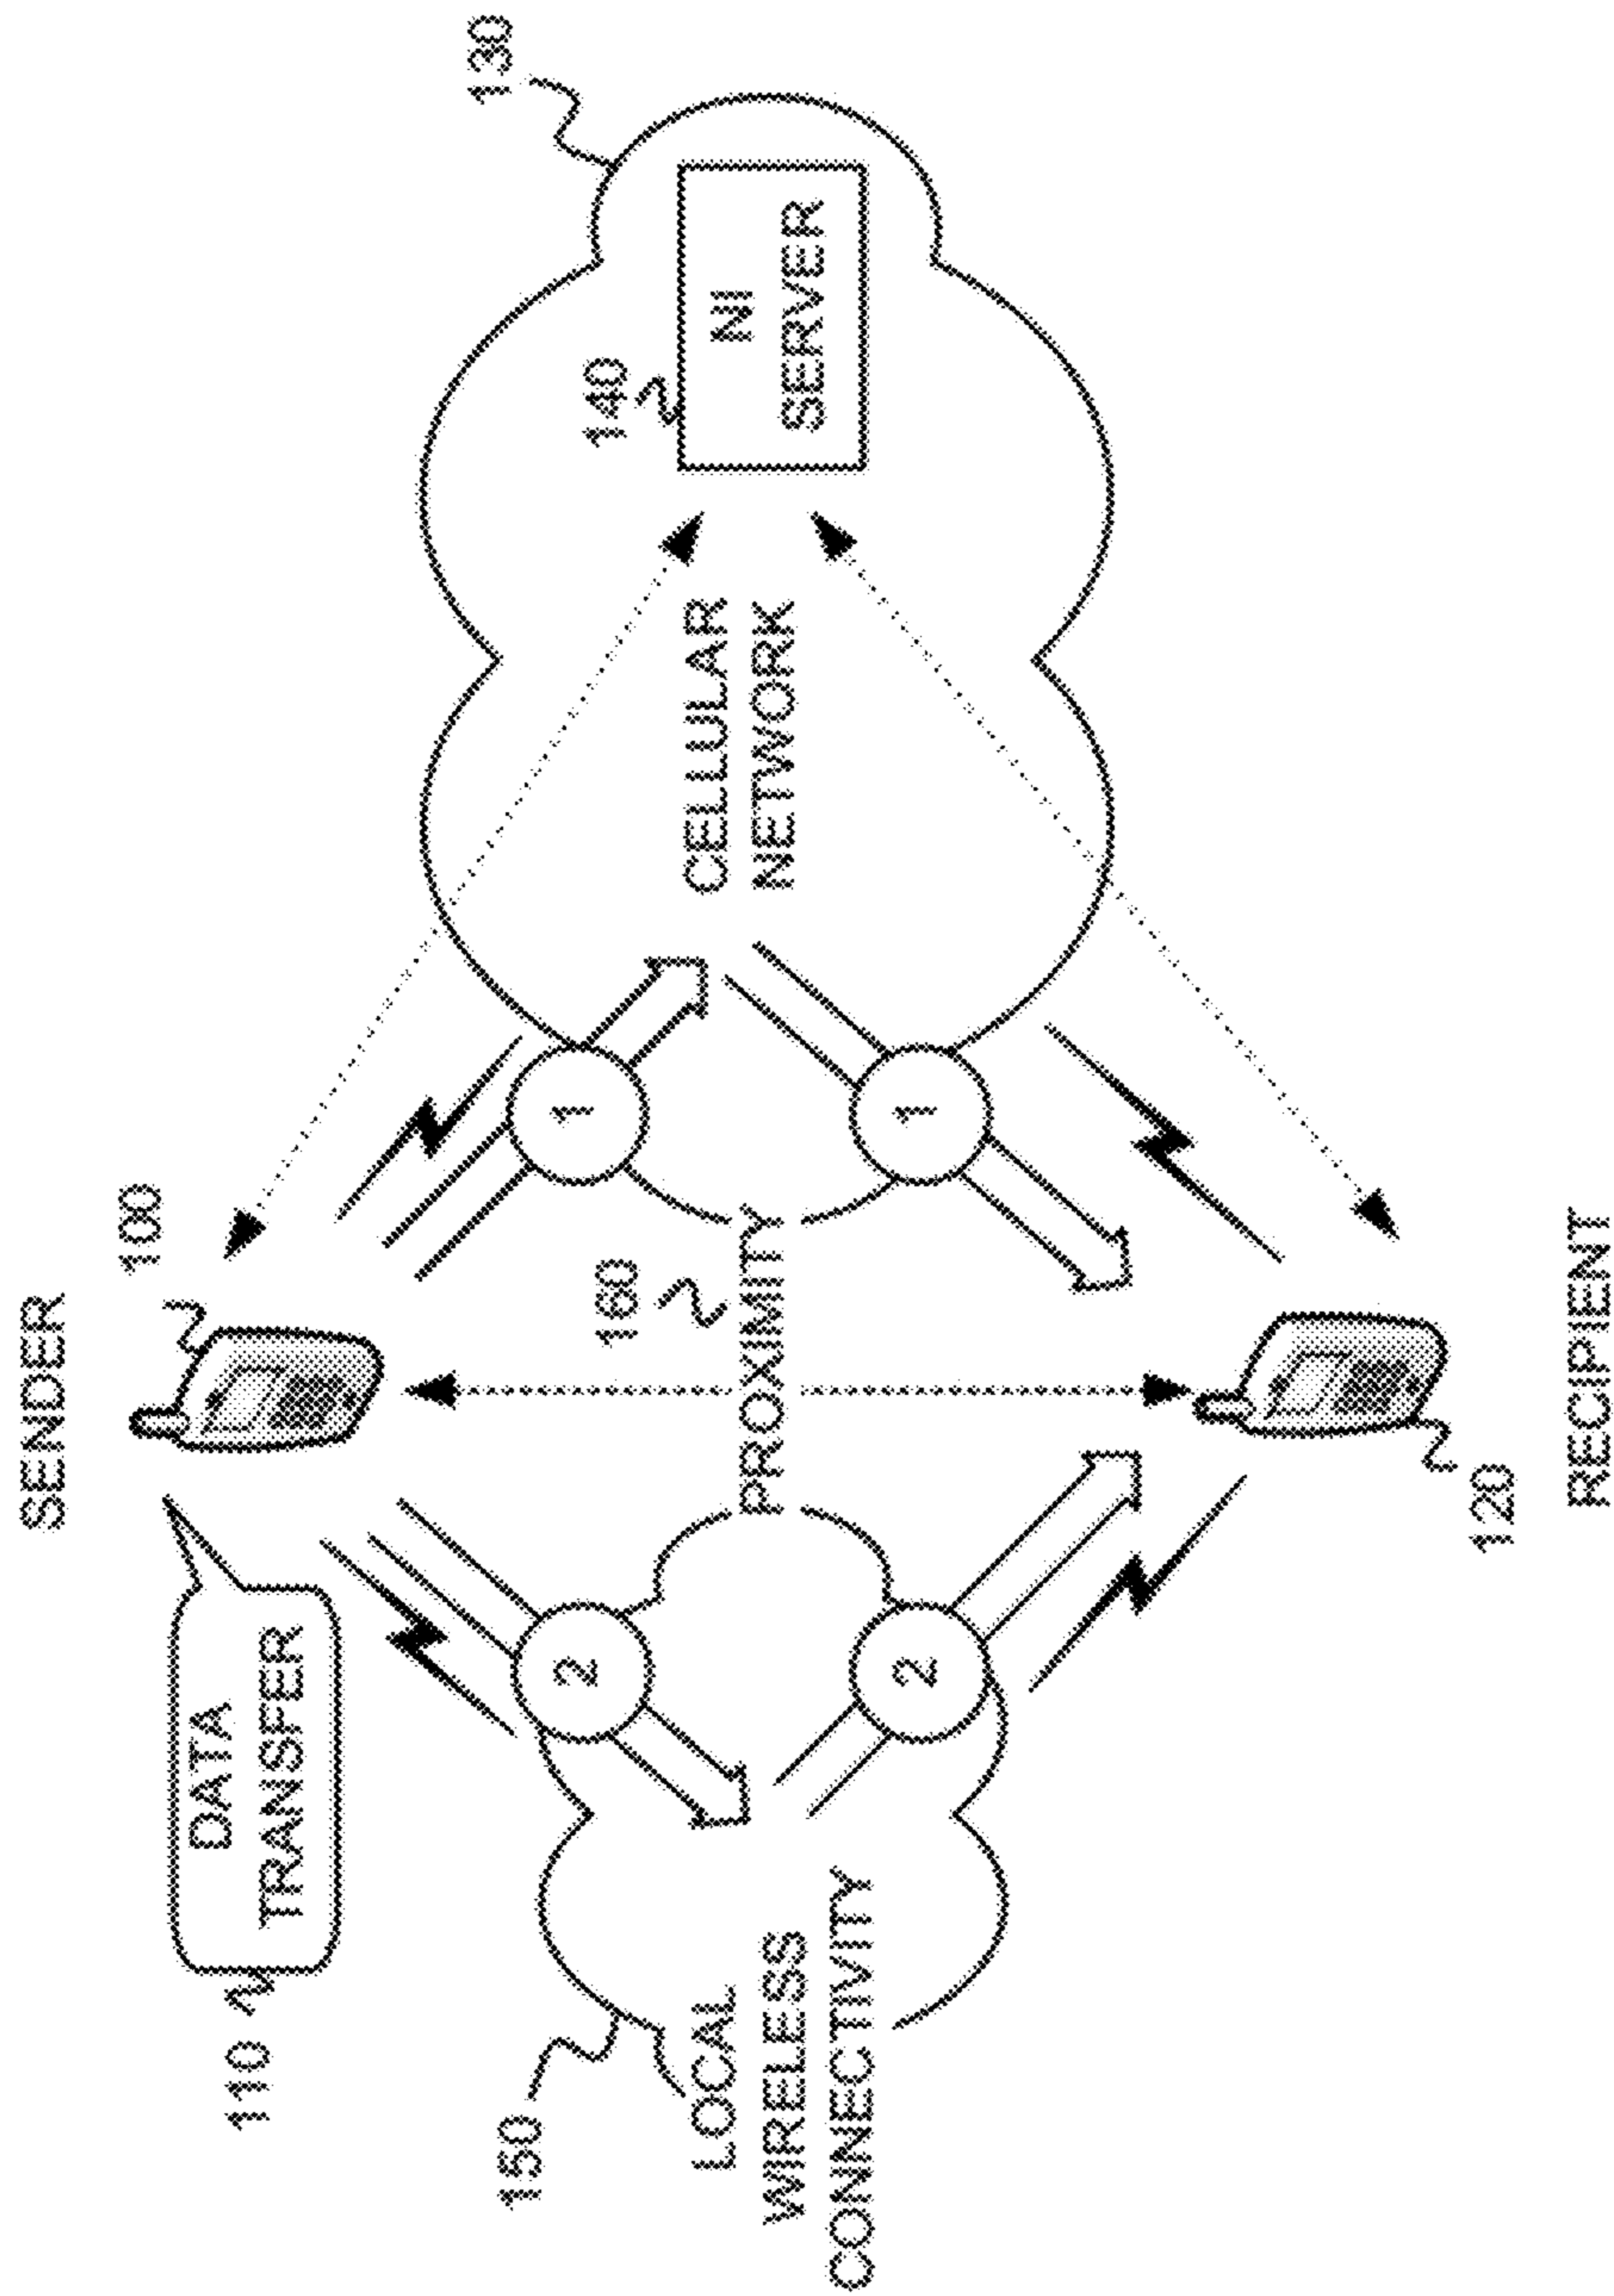 SENDER
100
DATA
TRANSFER
110
130
150
2
1
140
160
LOCAL
WIRELESS
CONNECTIVITY
PROXIMITY
CELLULAR
NETWORK
NI
SERVER
2
1
120
RECIPIENT